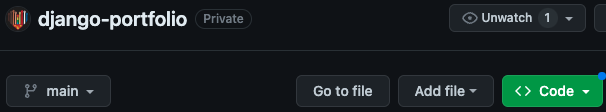 django-portfolio Private Unwatch 1
main Go to file Add file <> Code